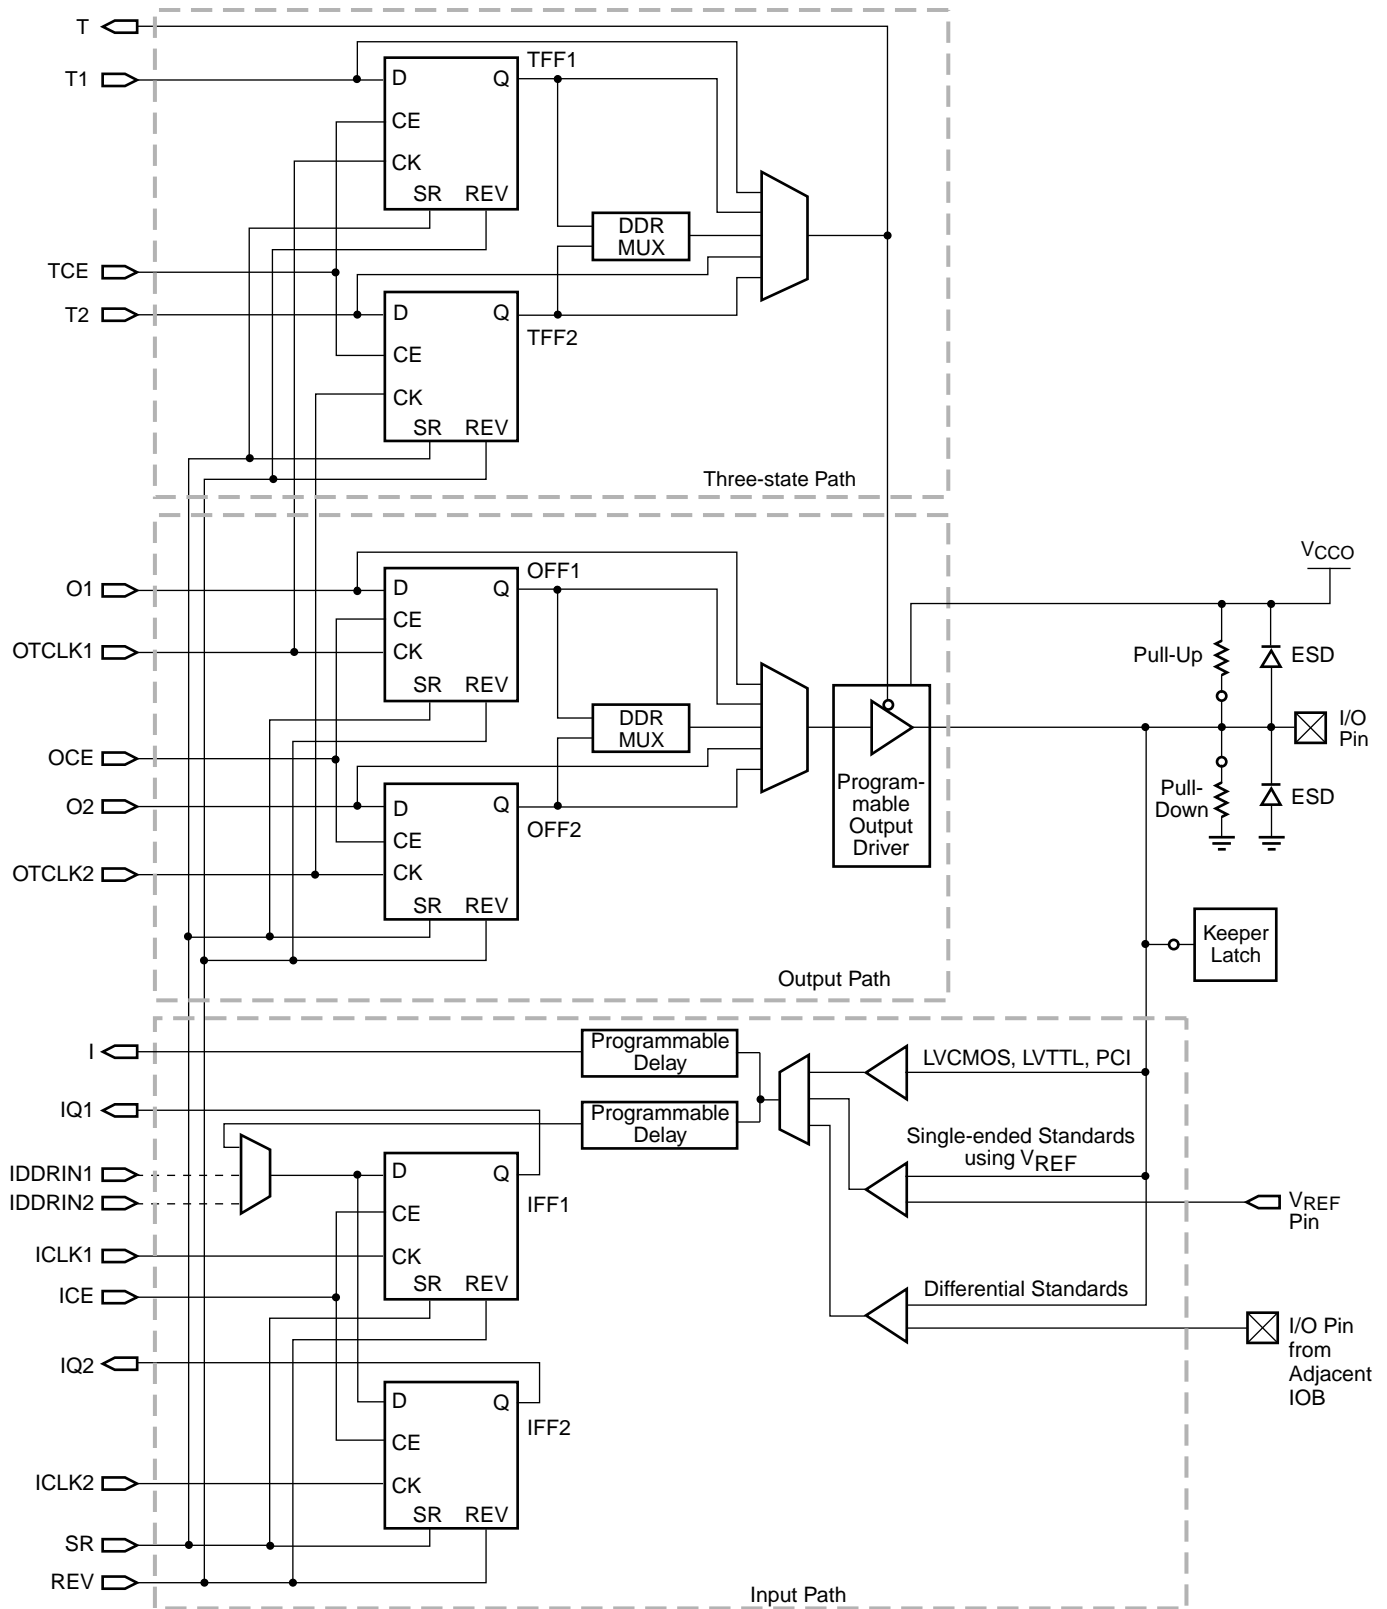 T
TFF1
T1
D
Q
CE
CK
SR REV
DDR
MUX
TCE
T2
D
Q
TFF2
CE
CK
SR REV
Three-state Path
VCCO
O1
OFF1
D
Q
CE
OTCLK1
CK
SR REV
Pull-Up
ESD
DDR
MUX
I/O
Pin
OCE
O2
D
Q
OFF2
CE
OTCLK2
CK
SR REV
Program-
mable
Output
Driver
Pull-
Down
ESD
Keeper
Latch
Output Path
I
Programmable
Delay
LVCMOS, LVTTL, PCI
IQ1
Programmable
Delay
Single-ended Standards
using VREF
IDDRIN1
IDDRIN2
D
Q
IFF1
CE
VREF
Pin
ICLK1
CK
SR REV
ICE
Differential Standards
I/O Pin
from
Adjacent
IOB
IQ2
D
Q
IFF2
CE
ICLK2
CK
SR REV
SR
REV
Input Path